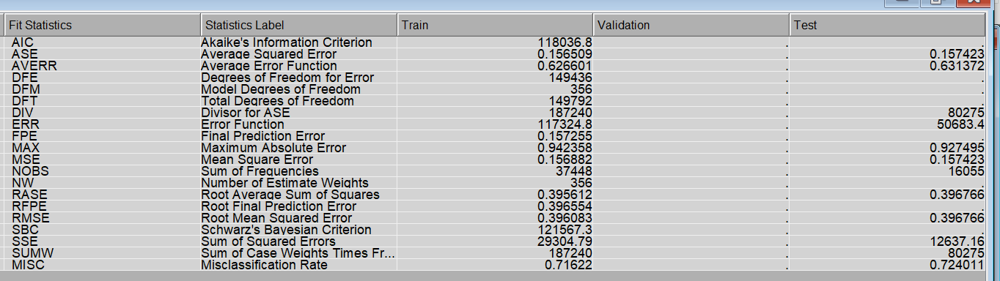 Fit Statistics Statistics Label Train Validation Test
AIC Akaike's Information Criterion 118036.8 . .
ASE Average Squared Error 0.156509 . 0.157423
AVERR Average Error Function 0.626601 . 0.631372
DFE Degrees of Freedom for Error 149436 . .
DFM Model Degrees of Freedom 356 . .
DFT Total Degrees of Freedom 149792 . .
DIV Divisor for ASE 187240 . 80275
ERR Error Function 117324.8 . 50683.4
FPE Final Prediction Error 0.157255 . .
MAX Maximum Absolute Error 0.942358 . 0.927495
MSE Mean Square Error 0.156882 . 0.157423
NOBS Sum of Frequencies 37448 . 16055
NW Number of Estimate Weights 356 . .
RASE Root Average Sum of Squares 0.395612 . 0.396766
RFPE Root Final Prediction Error 0.396554 . .
RMSE Root Mean Squared Error 0.396083 . 0.396766
SBC Schwarz's Bayesian Criterion 121567.3 . .
SSE Sum of Squared Errors 29304.79 . 12637.16
SUMW Sum of Case Weights Times Fr... 187240 . 80275
MISC Misclassification Rate 0.71622 . 0.724011